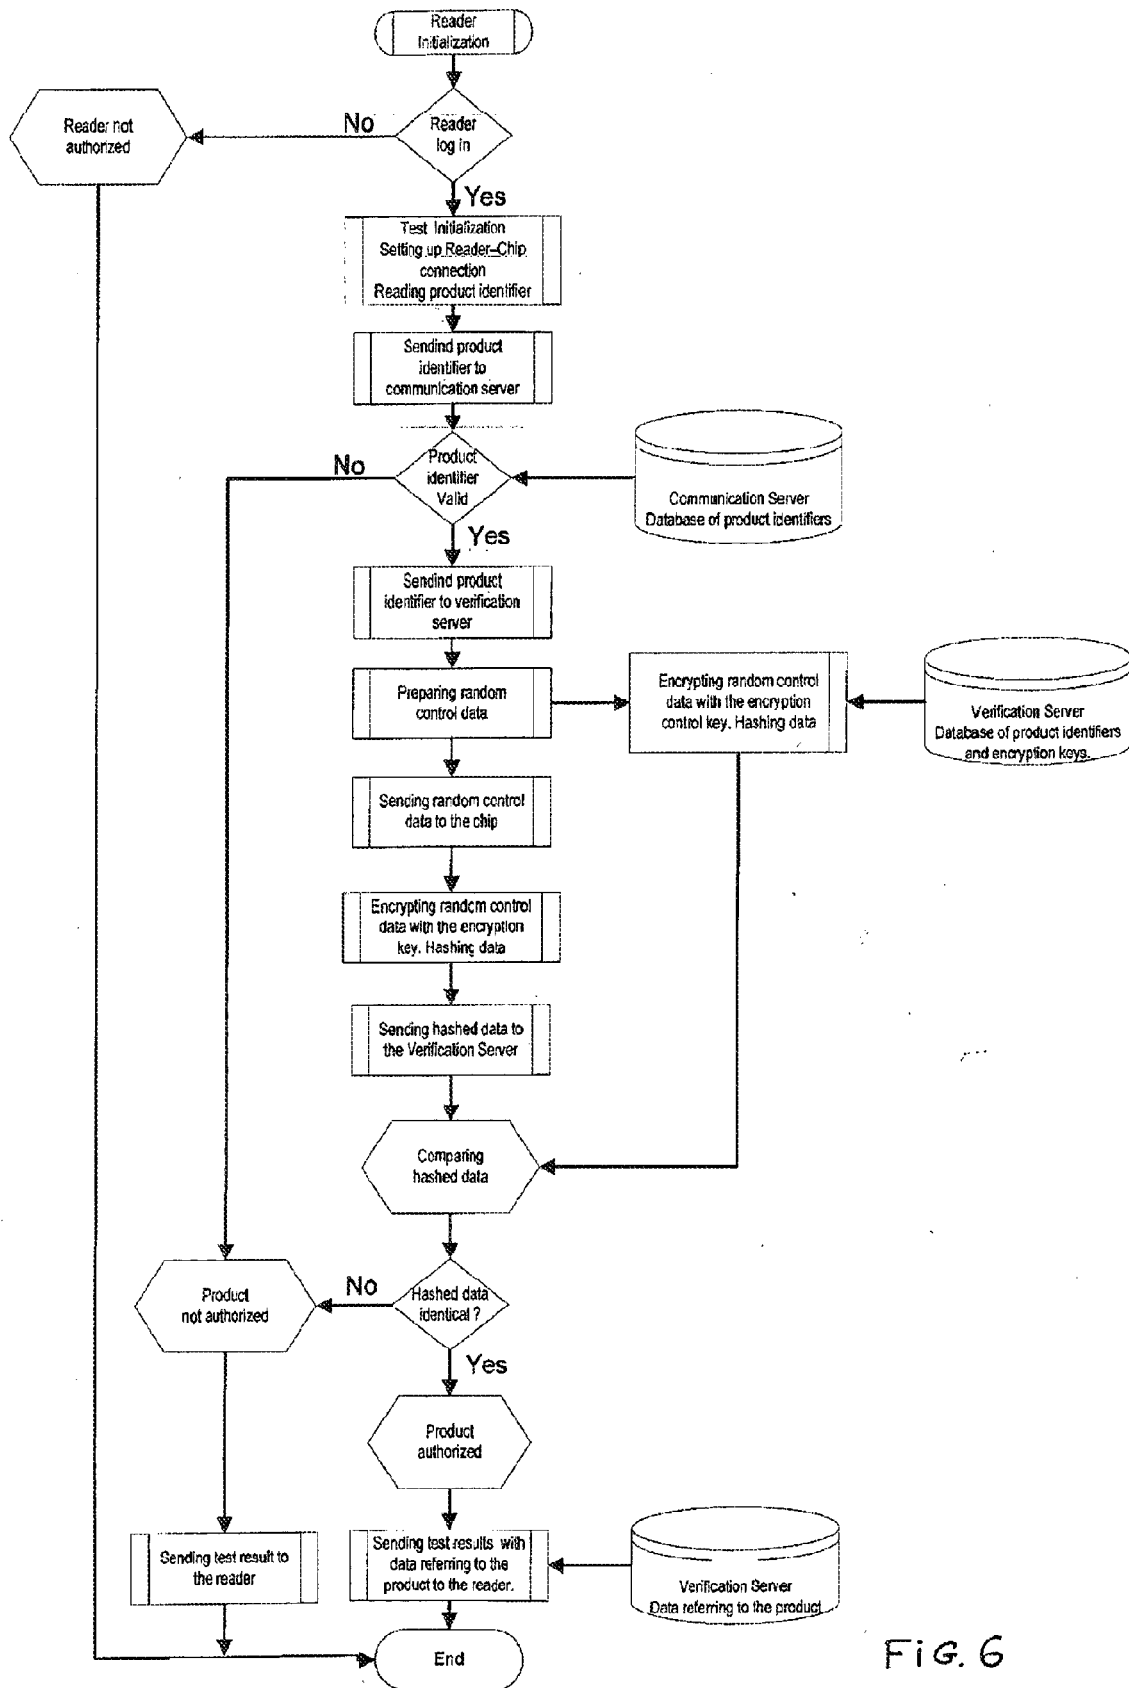 Reader
Initialization
No
Reader not
authorized
Reader
log in
Yes
Test Initialization
Setting up Reader–Chip
connection
Reading product identifier
Sendind product
identifier to
communication server
No
Product
identifier
Valid
Communication Server
Database of product identifiers
Yes
Sendind product
identifier to verification
server
Preparing random
control data
Encrypting random control
data with the encryption
control key. Hashing data
Verification Server
Database of product identifiers
and encryption keys.
Sending random control
data to the chip
Encrypting random control
data with the encryption
key. Hashing data
Sending hashed data to
the Verification Server
Comparing
hashed data
Product
not authorized
No
Hashed data
identical ?
Yes
Product
authorized
Sending test result to
the reader
Sending test results with
data referring to the
product to the reader.
Verification Server
Data referring to the product
End
FiG. 6